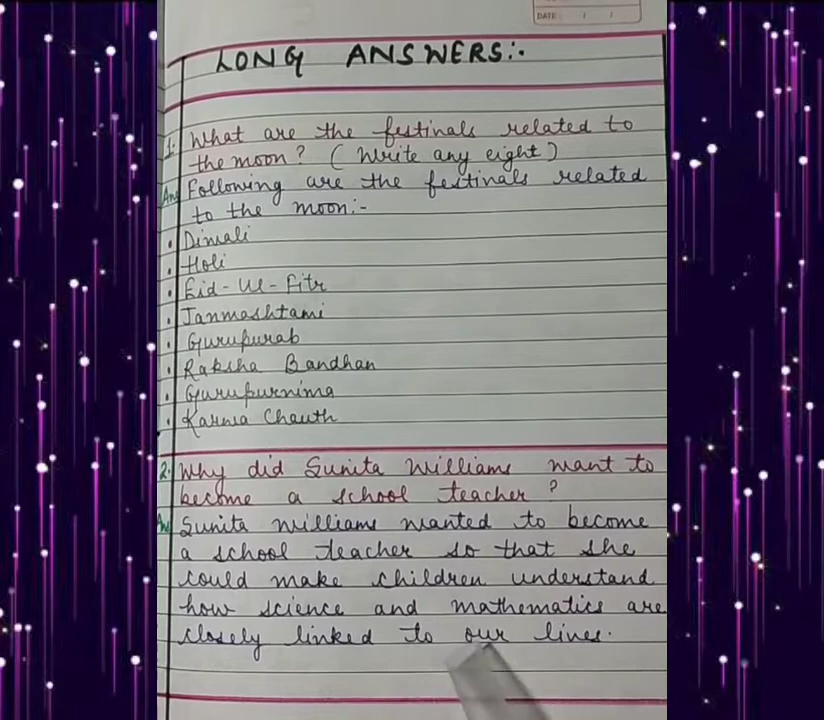 DATE: / /
LONG ANSWERS:-
1. What are the festivals related to
the moon? (Write any eight)
Ans Following are the festivals related
to the moon:-
• Diwali
• Holi
• Eid-Ul-Fitr
• Janmashtami
• Gurupurab
• Raksha Bandhan
• Gurupurnima
• Karwa Chauth
2. Why did Sunita Williams want to
become a school teacher?
Ans Sunita Williams wanted to become
a school teacher so that she
could make children understand
how science and mathematics are
closely linked to our lives.